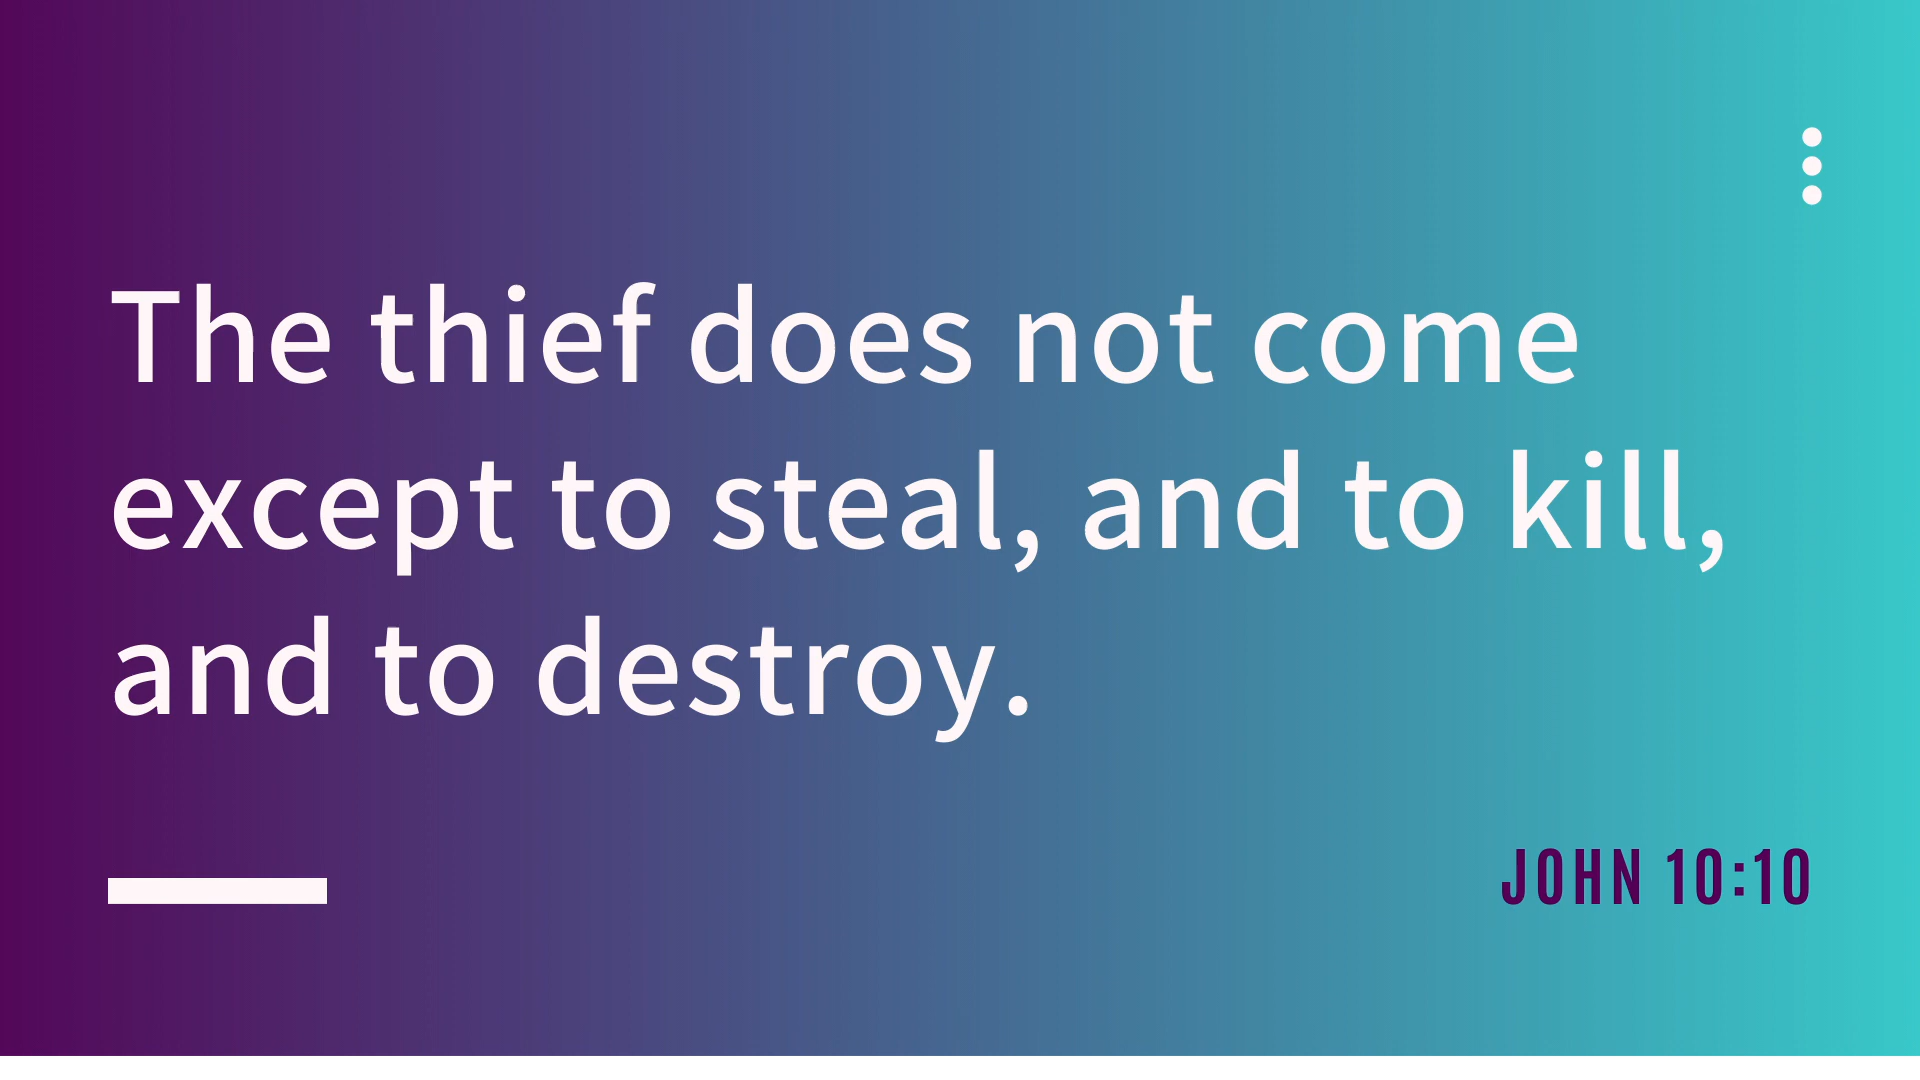 The thief does not come
except to steal, and to kill,
and to destroy.
JOHN 10:10